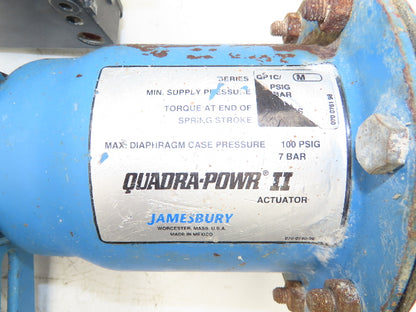 SERIES QP1C/ M
MIN. SUPPLY PRESSURE PSIG
BAR
TORQUE AT END OF
SPRING STROKE
MAX. DIAPHRAGM CASE PRESSURE 100 PSIG
7 BAR
QUADRA-POWR® II
ACTUATOR
JAMESBURY
WORCESTER, MASS. U.S.A.
MADE IN MEXICO